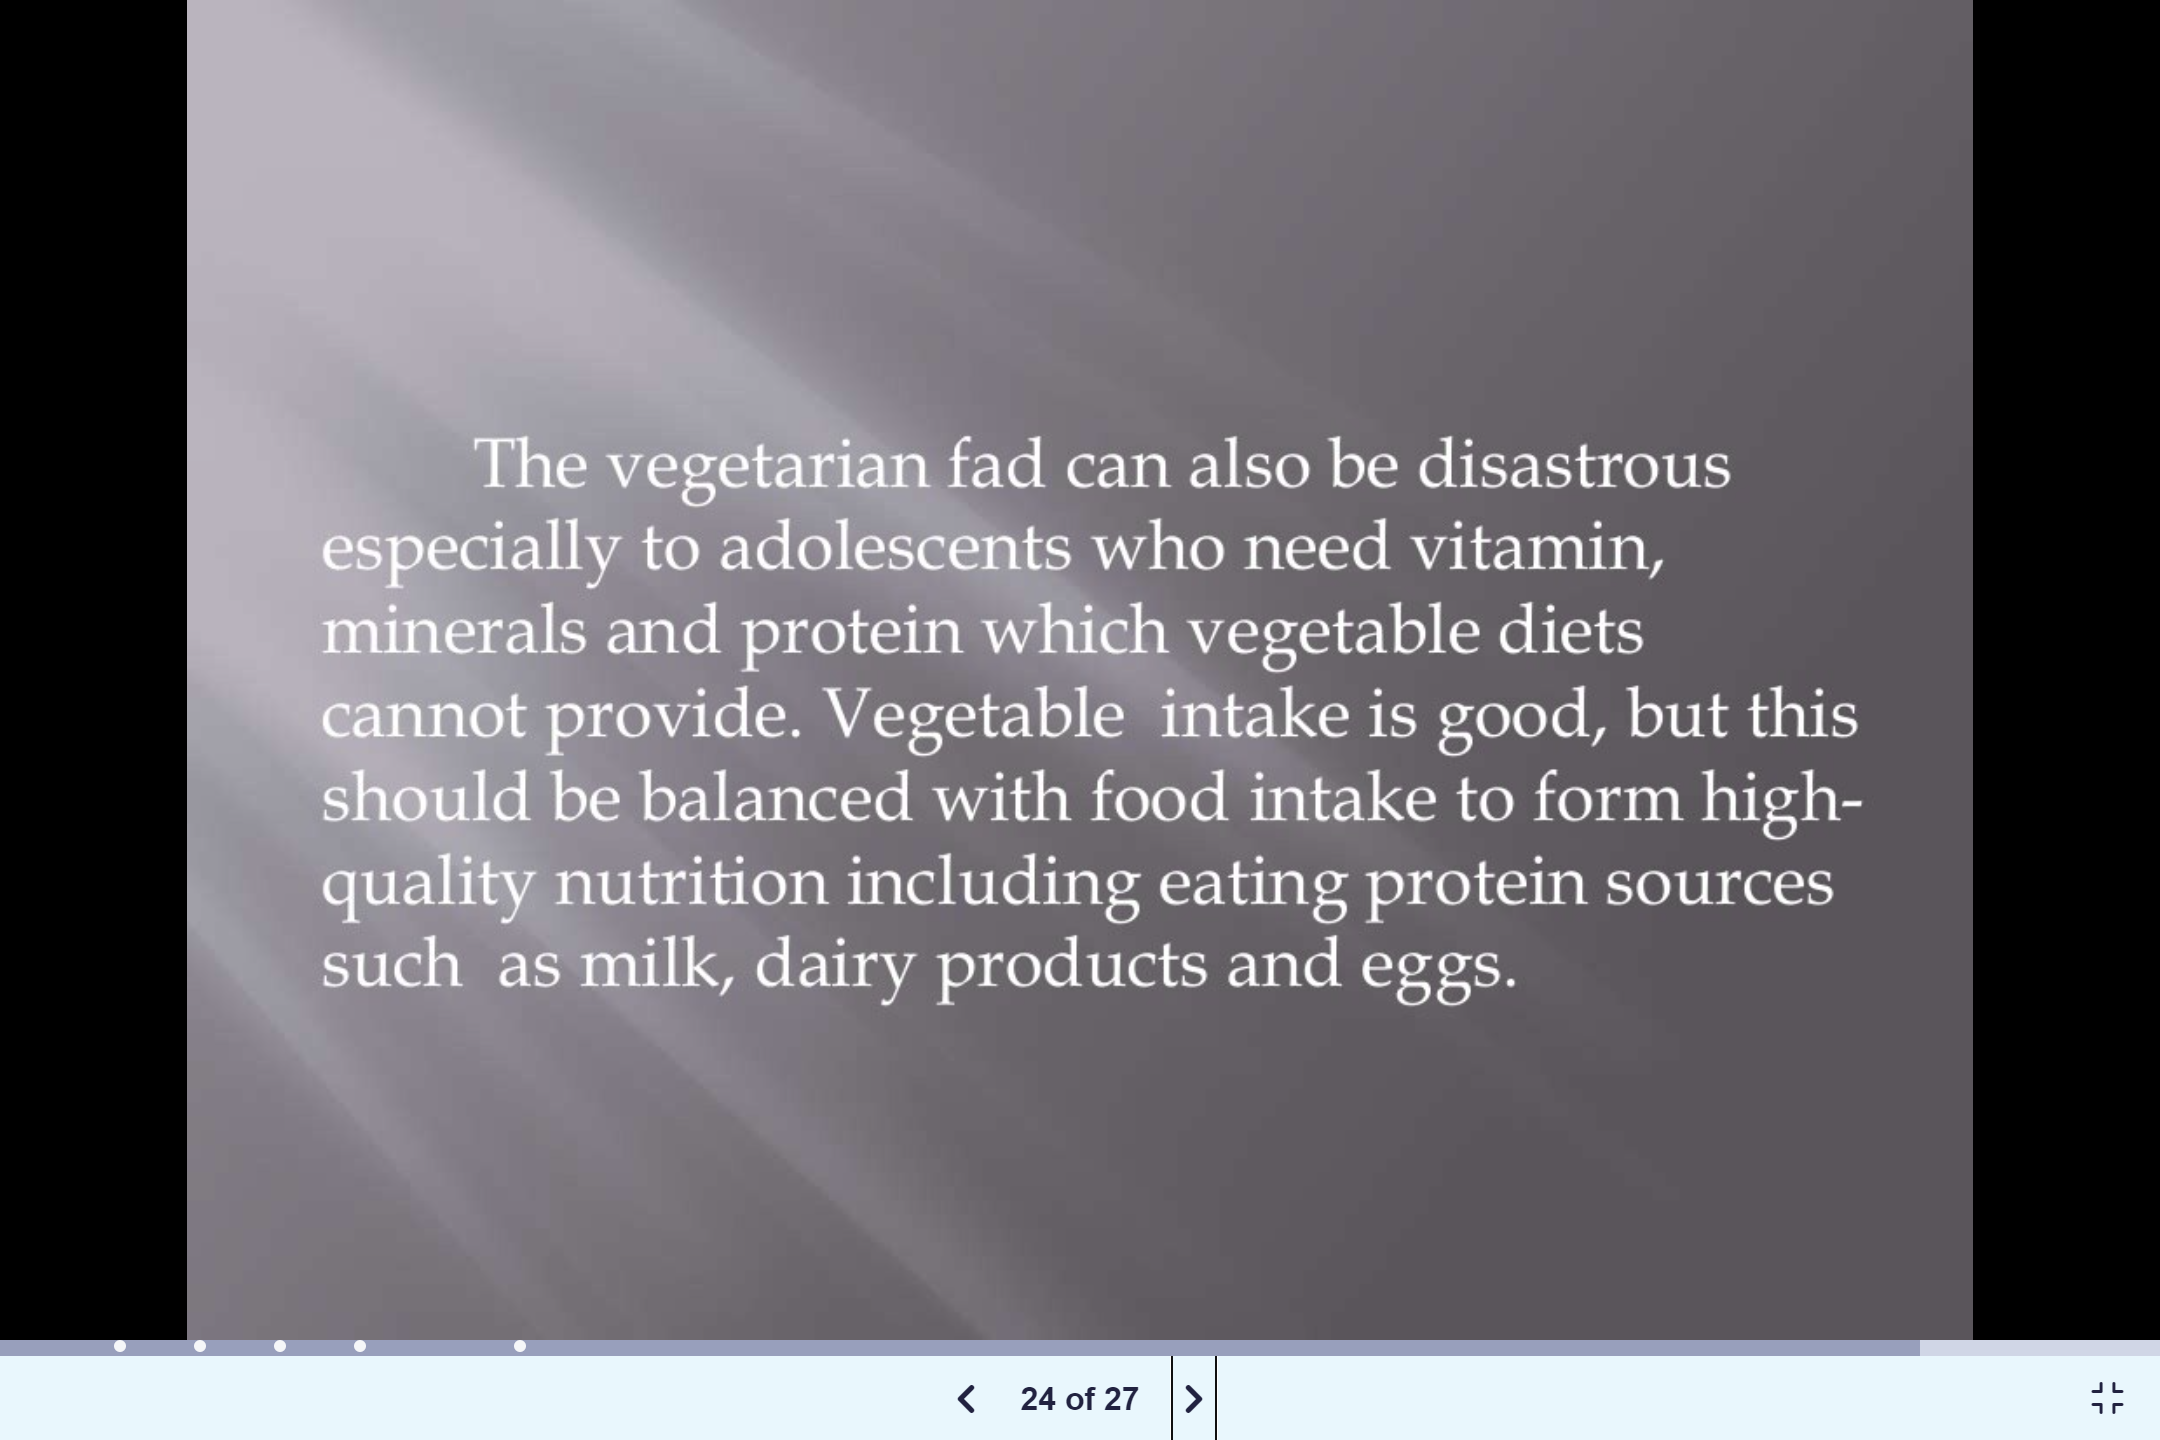 The vegetarian fad can also be disastrous
especially to adolescents who need vitamin,
minerals and protein which vegetable diets
cannot provide. Vegetable  intake is good, but this
should be balanced with food intake to form high-
quality nutrition including eating protein sources
such  as milk, dairy products and eggs.
24 of 27